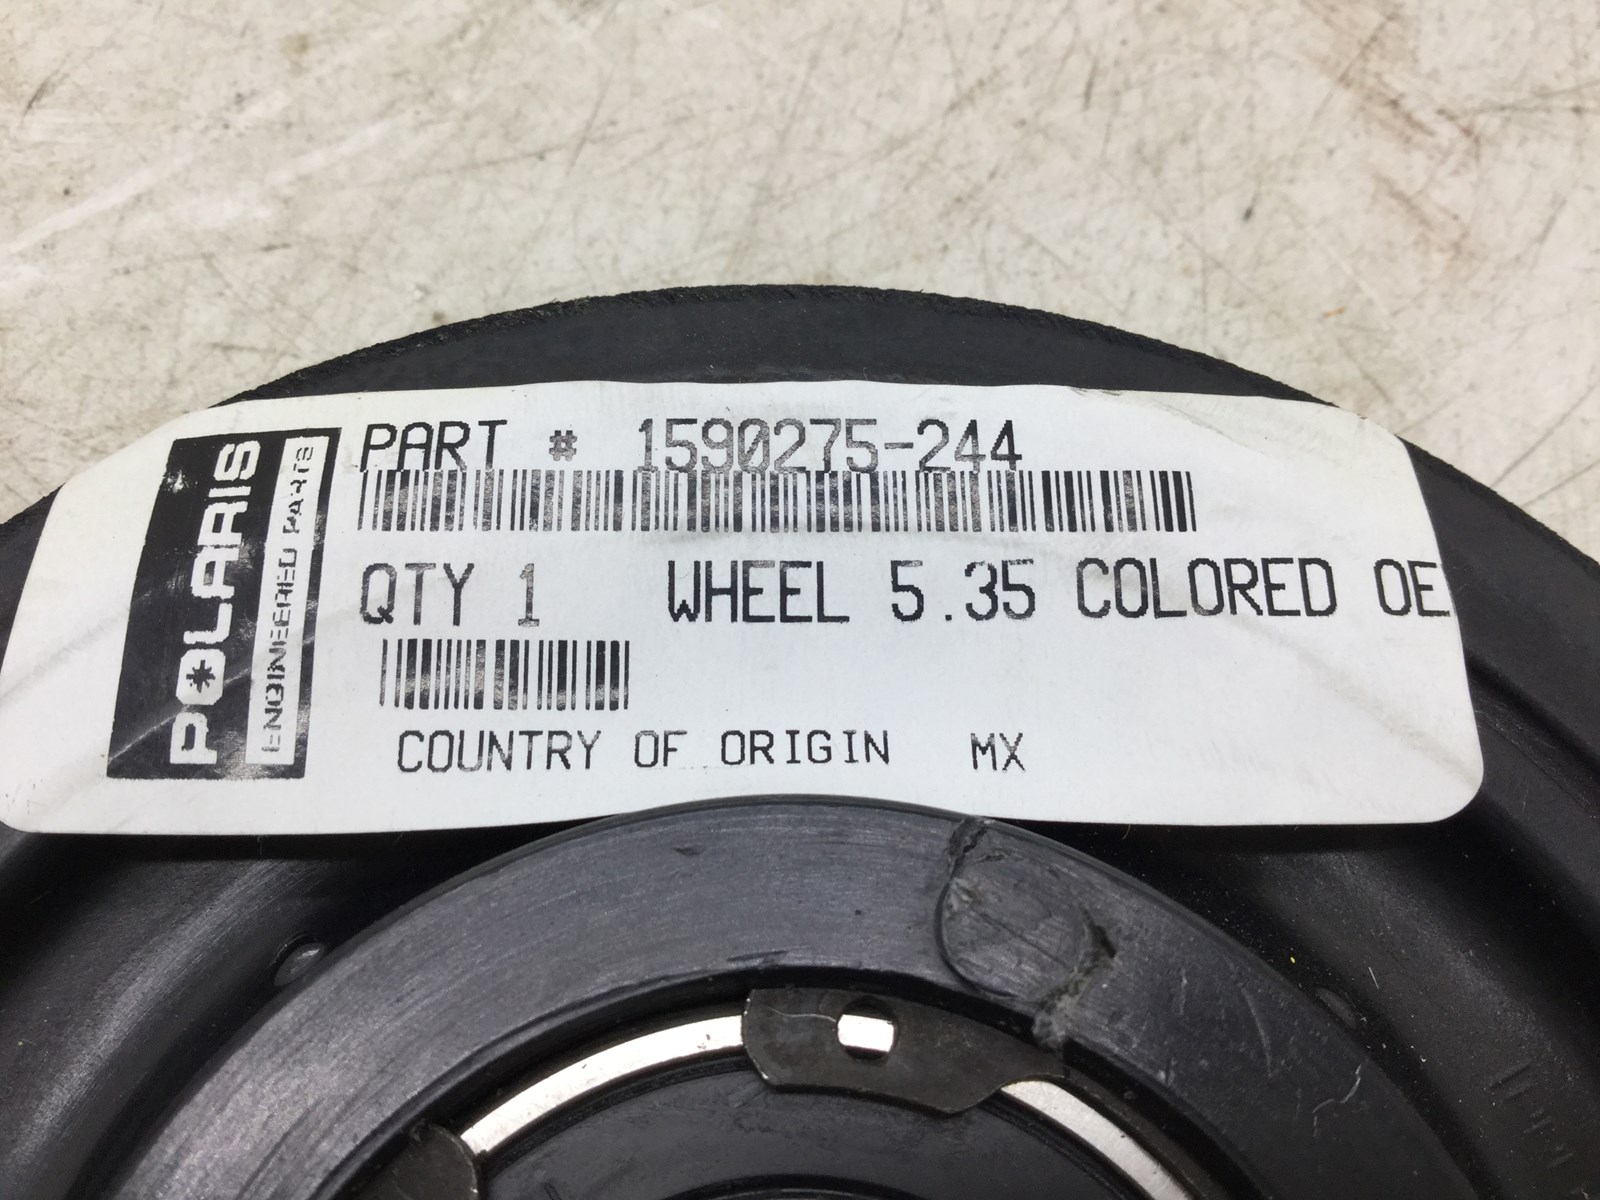 POLARIS
ENGINEERED PARTS
PART # 1590275-244
QTY 1 WHEEL 5.35 COLORED OE
COUNTRY OF ORIGIN MX